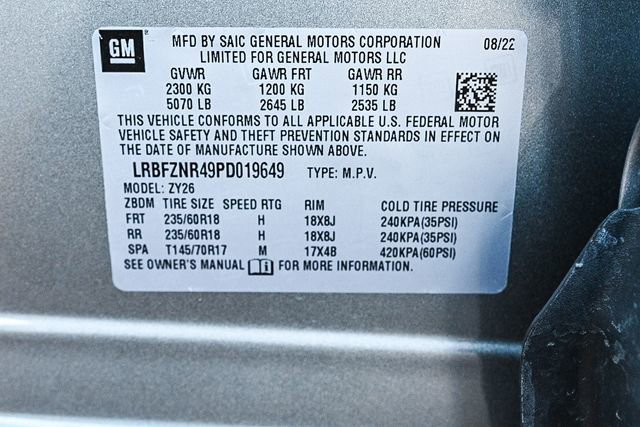 GM
MFD BY SAIC GENERAL MOTORS CORPORATION 08/22
LIMITED FOR GENERAL MOTORS LLC
GVWR GAWR FRT GAWR RR
2300 KG 1200 KG 1150 KG
5070 LB 2645 LB 2535 LB
THIS VEHICLE CONFORMS TO ALL APPLICABLE U.S. FEDERAL MOTOR
VEHICLE SAFETY AND THEFT PREVENTION STANDARDS IN EFFECT ON
THE DATE OF MANUFACTURE SHOWN ABOVE.
LRBFZNR49PD019649 TYPE: M.P.V.
MODEL: ZY26
ZBDM TIRE SIZE SPEED RTG RIM COLD TIRE PRESSURE
FRT 235/60R18 H 18X8J 240KPA(35PSI)
RR 235/60R18 H 18X8J 240KPA(35PSI)
SPA T145/70R17 M 17X4B 420KPA(60PSI)
SEE OWNER'S MANUAL FOR MORE INFORMATION.